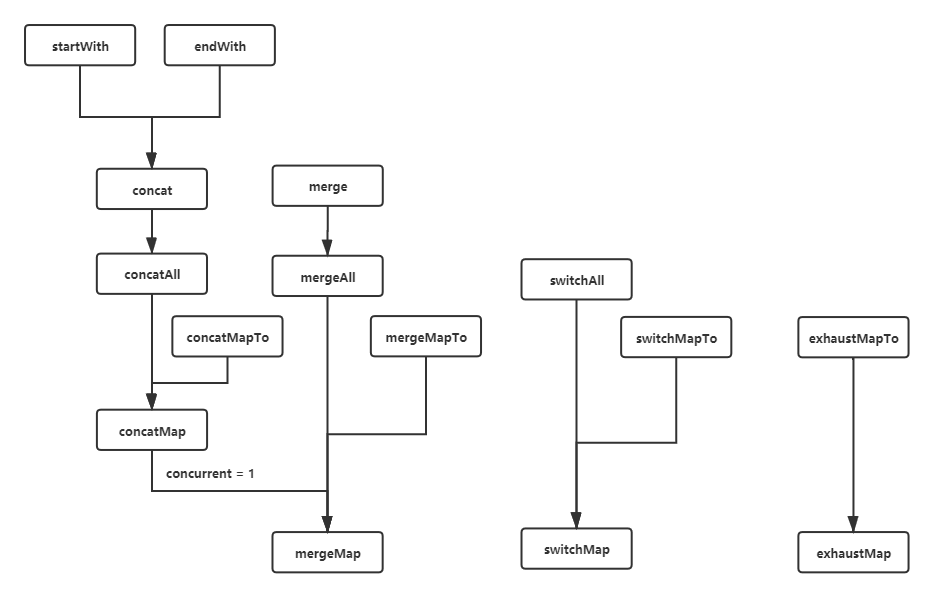 startWith
endWith
concat
merge
concatAll
mergeAll
switchAll
concatMapTo
mergeMapTo
switchMapTo
exhaustMapTo
concatMap
concurrent = 1
mergeMap
switchMap
exhaustMap